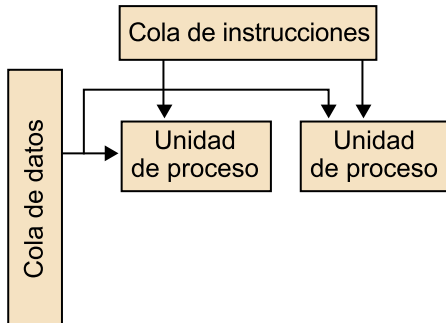 Cola de instrucciones
Cola de datos
Unidad
de proceso
Unidad
de proceso